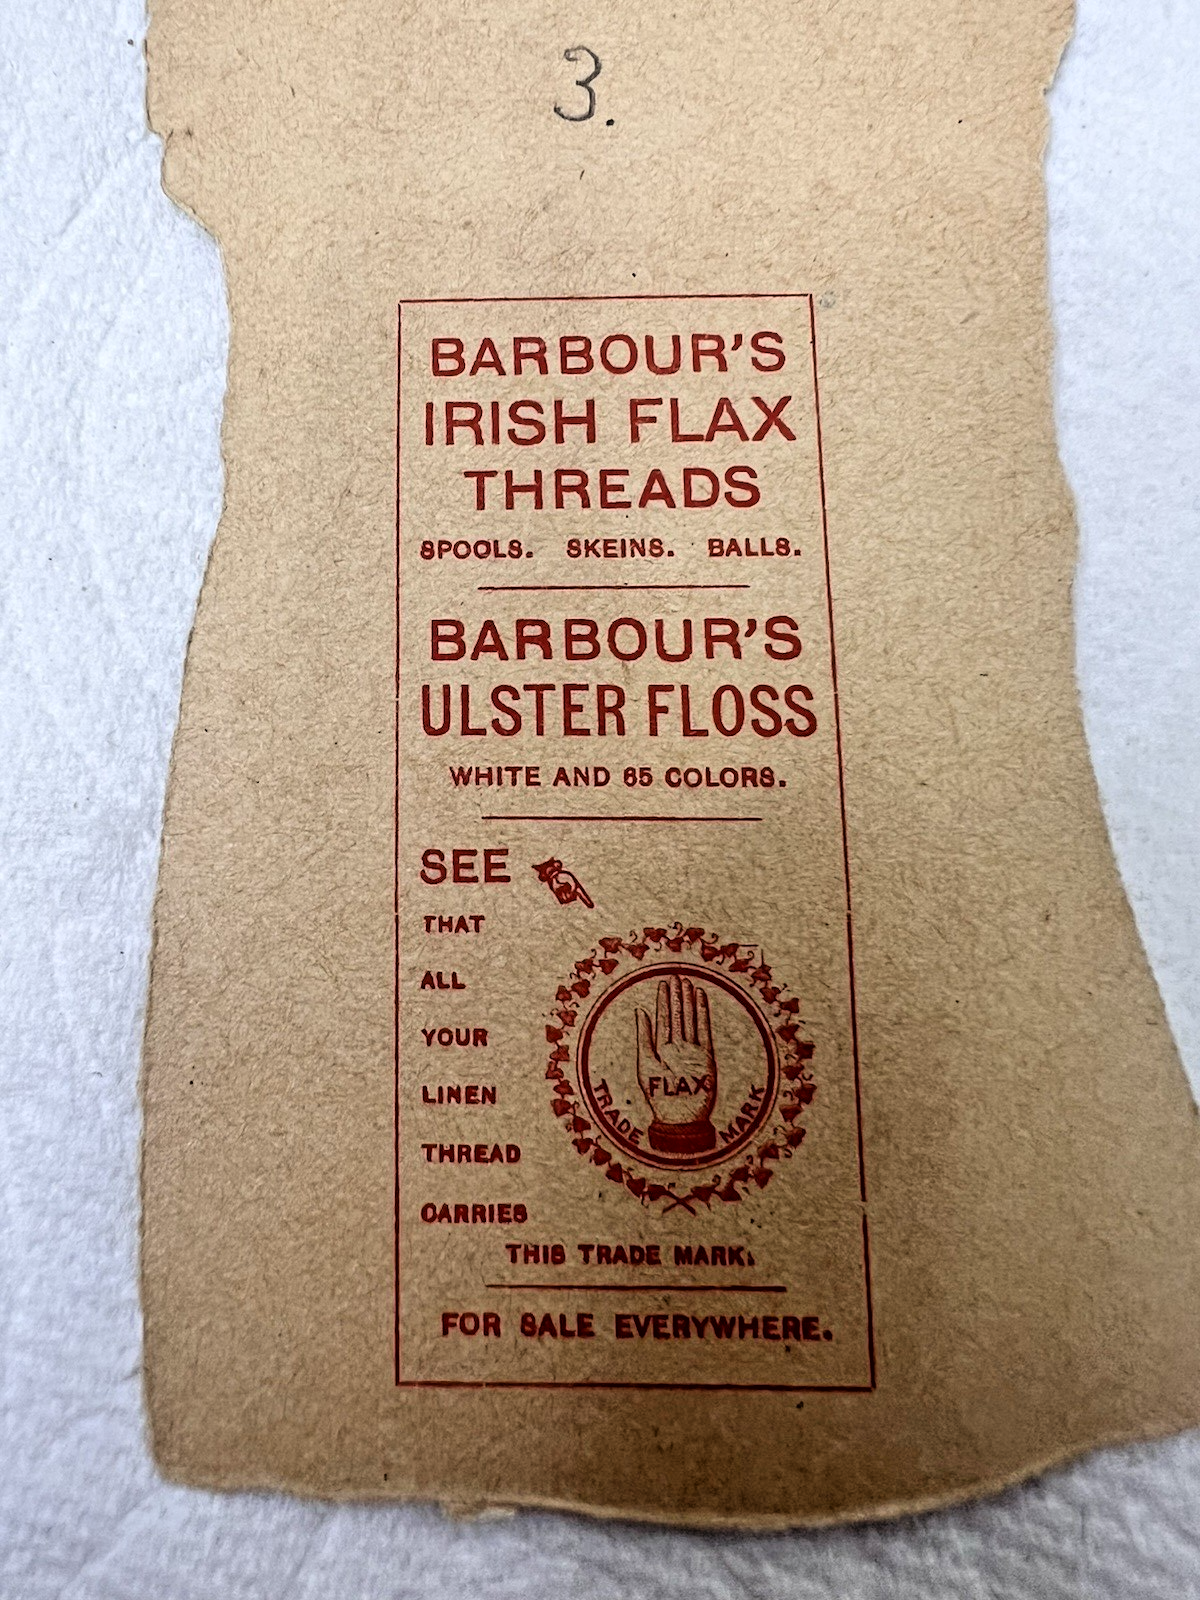 3.
BARBOUR'S
IRISH FLAX
THREADS
SPOOLS. SKEINS. BALLS.
BARBOUR'S
ULSTER FLOSS
WHITE AND 65 COLORS.
SEE
THAT
ALL
YOUR
LINEN
THREAD
CARRIES
THIS TRADE MARK.
FLAX
TRADE MARK
FOR SALE EVERYWHERE.